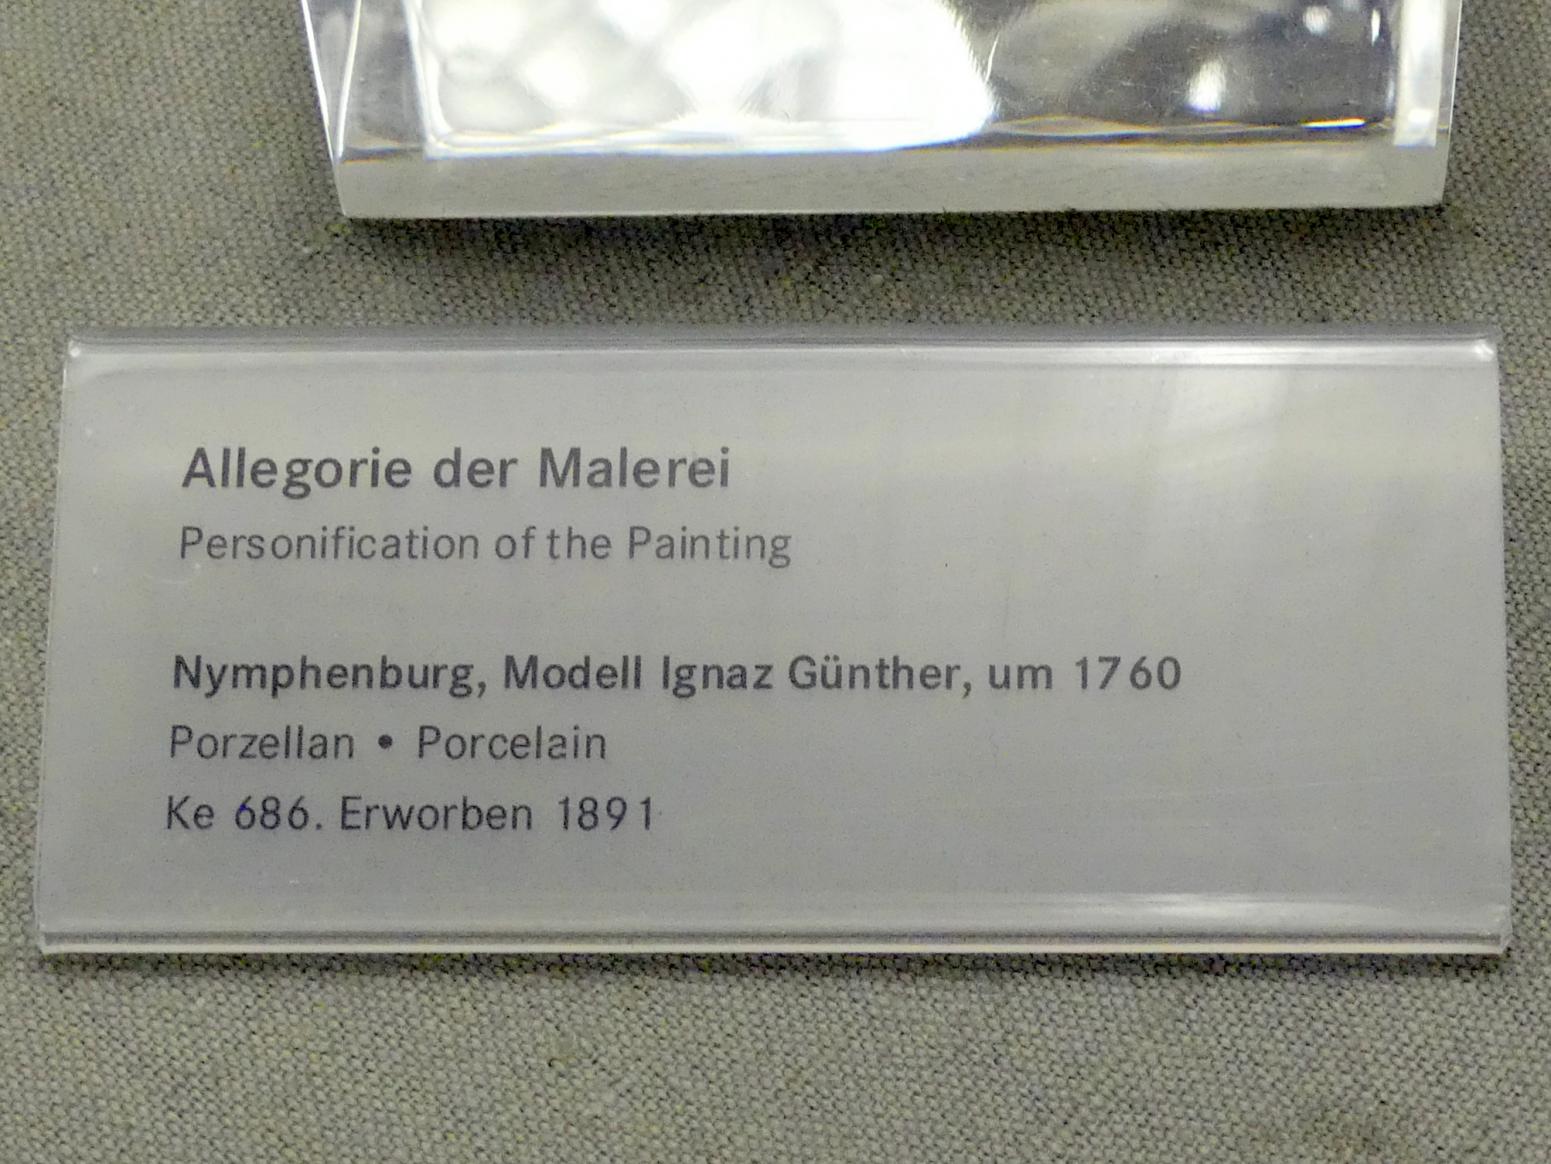 Allegorie der Malerei
Personification of the Painting
Nymphenburg, Modell Ignaz Günther, um 1760
Porzellan • Porcelain
Ke 686. Erworben 1891